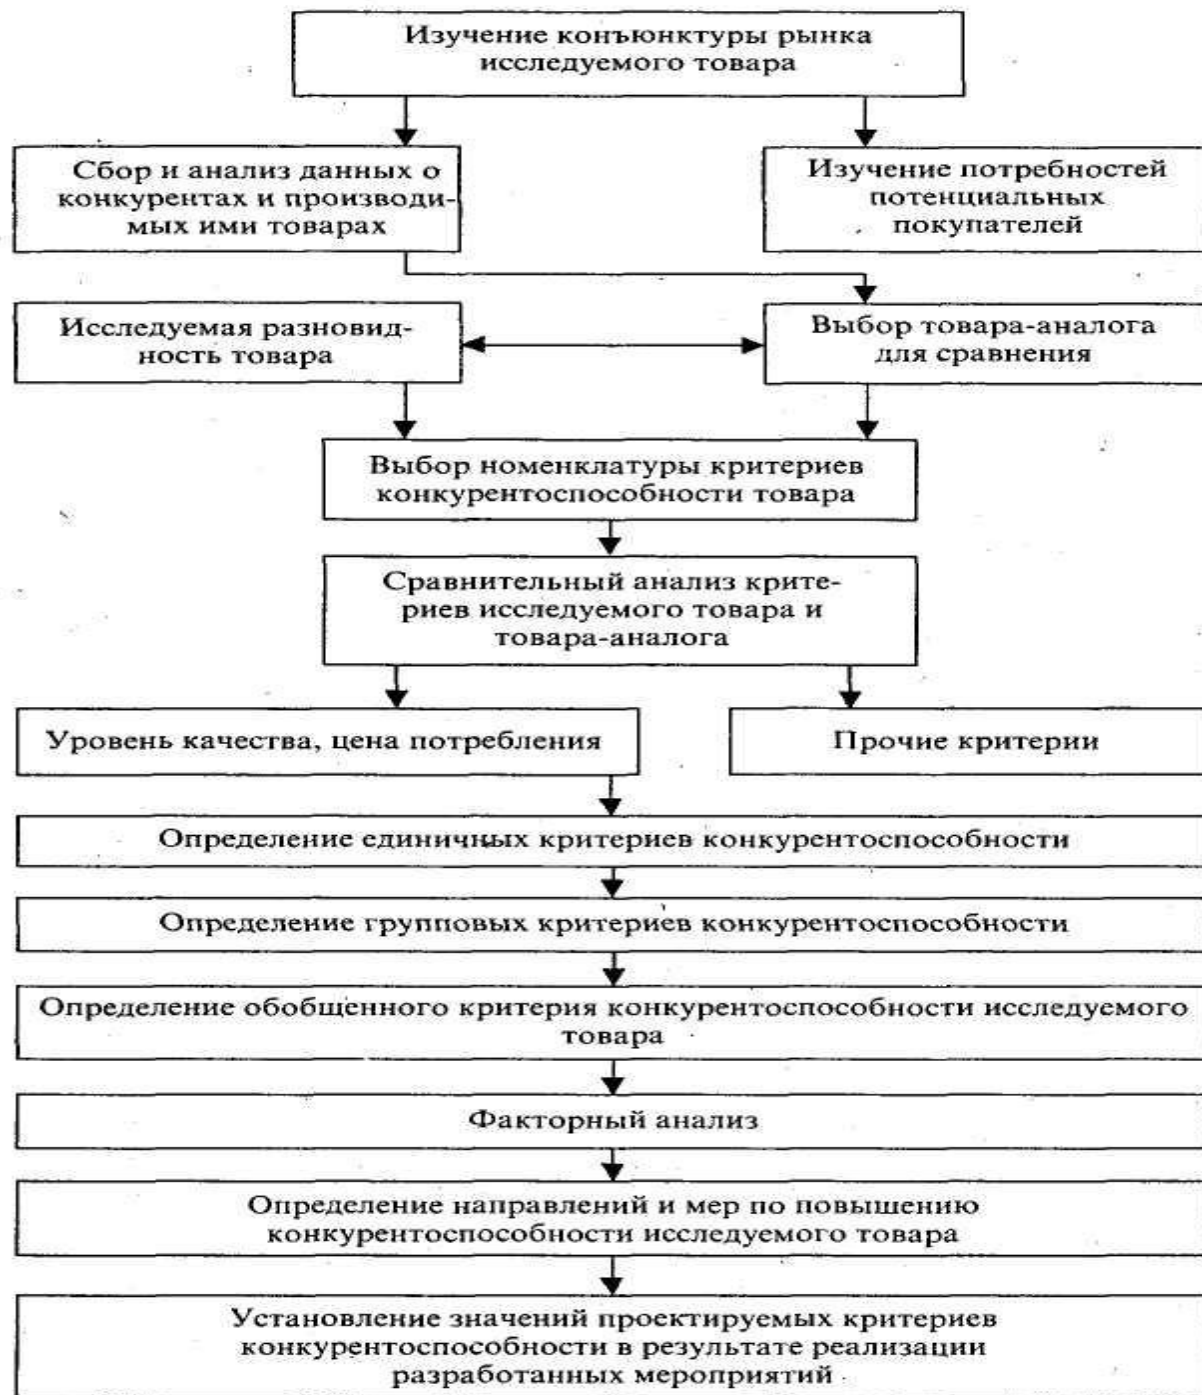 Изучение конъюнктуры рынка
исследуемого товара
Сбор и анализ данных о
конкурентах и производи-
мых ими товарах
Изучение потребностей
потенциальных
покупателей
Исследуемая разновид-
ность товара
Выбор товара-аналога
для сравнения
Выбор номенклатуры критериев
конкурентоспособности товара
Сравнительный анализ крите-
риев исследуемого товара и
товара-аналога
Уровень качества, цена потребления
Прочие критерии
Определение единичных критериев конкурентоспособности
Определение групповых критериев конкурентоспособности
Определение обобщенного критерия конкурентоспособности исследуемого
товара
Факторный анализ
Определение направлений и мер по повышению
конкурентоспособности исследуемого товара
Установление значений проектируемых критериев
конкурентоспособности в результате реализации
разработанных мероприятий